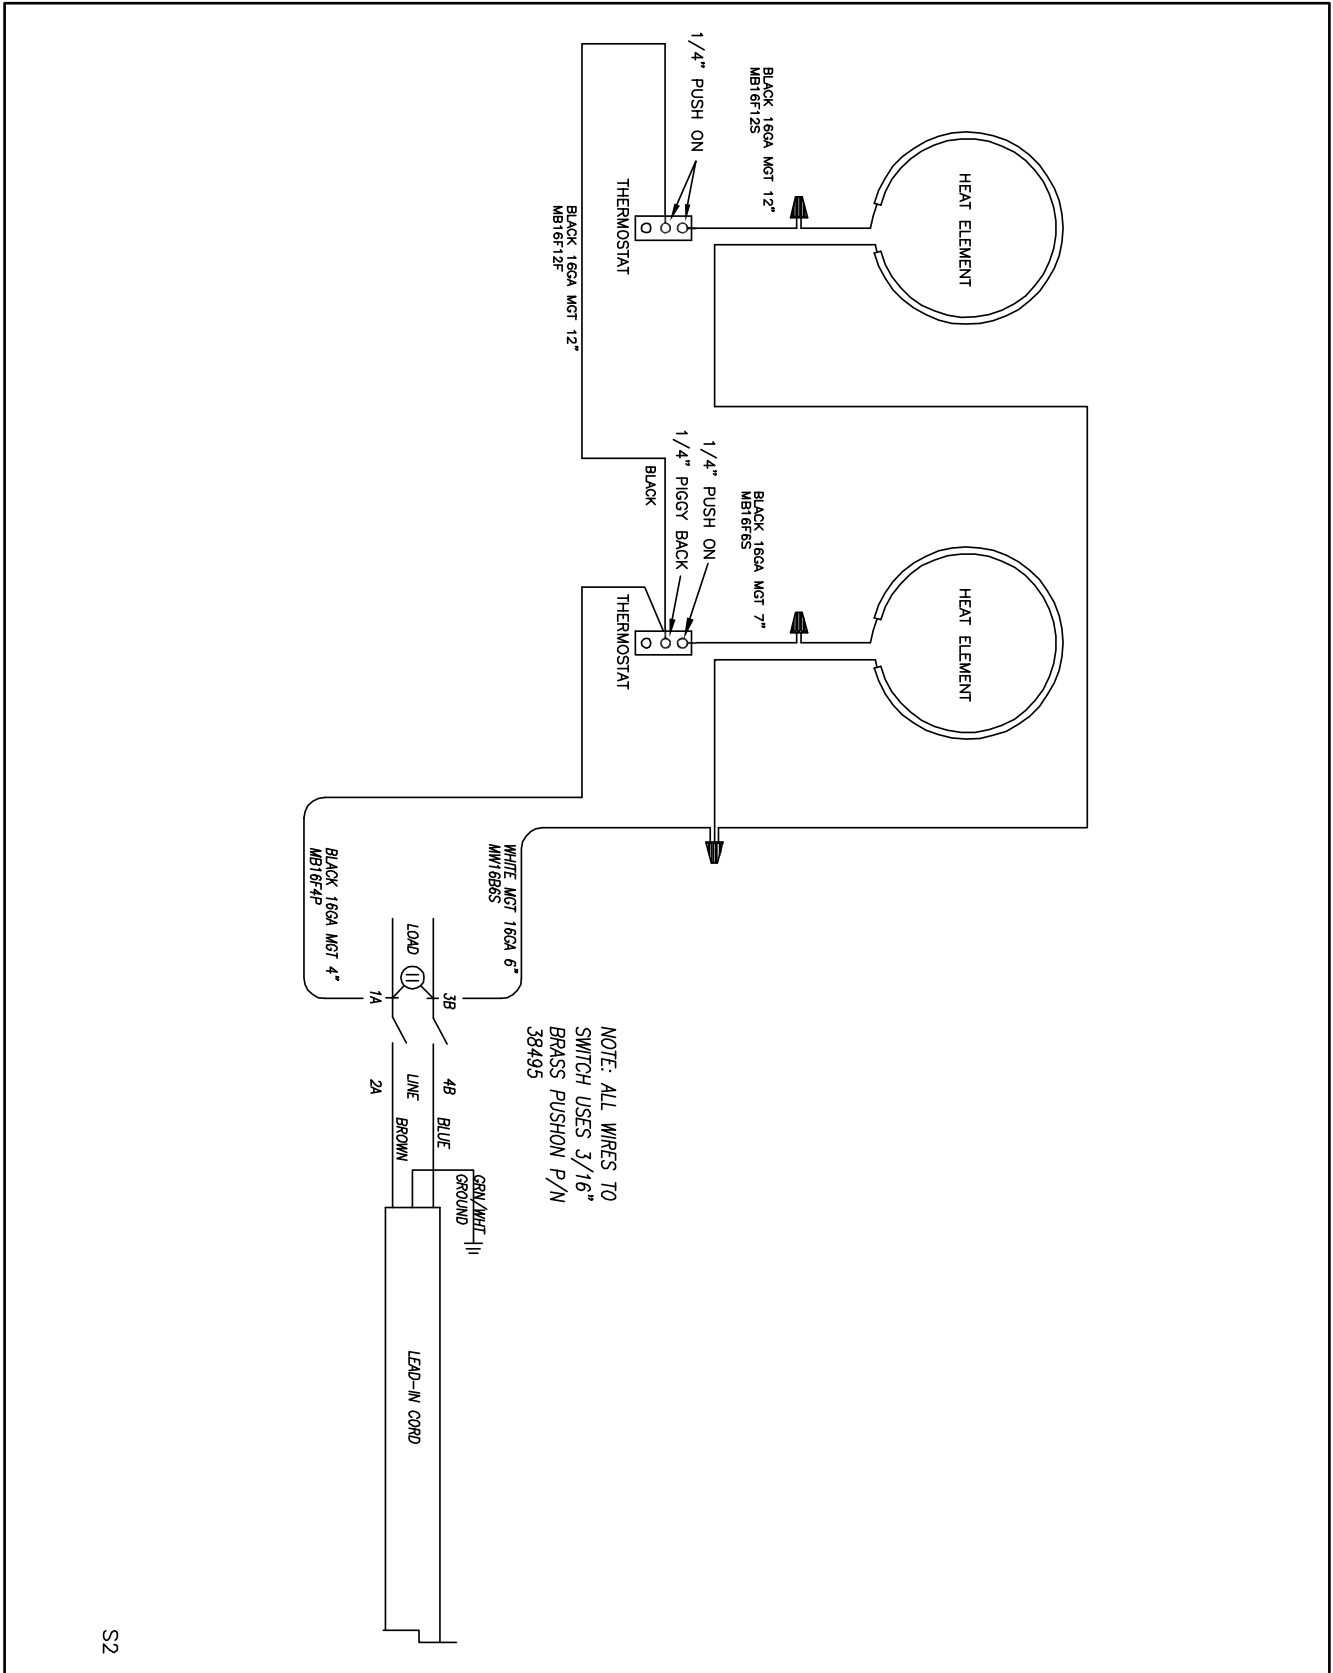 HEAT ELEMENT
HEAT ELEMENT
BLACK 16GA MGT 12"
MB16F12S
1/4" PUSH ON
THERMOSTAT
BLACK 16GA MGT 12"
MB16F12F
BLACK 16GA MGT 7"
MB16F6S
1/4" PUSH ON
1/4" PIGGY BACK
BLACK
THERMOSTAT
WHITE MGT 16GA 6"
MW16B6S
BLACK 16GA MGT 4"
MB16F4P
LOAD
3B
1A
4B
LINE
2A
BLUE
BROWN
GRN/WHT
GROUND
NOTE: ALL WIRES TO
SWITCH USES 3/16"
BRASS PUSHON P/N
38495
LEAD-IN CORD
S2